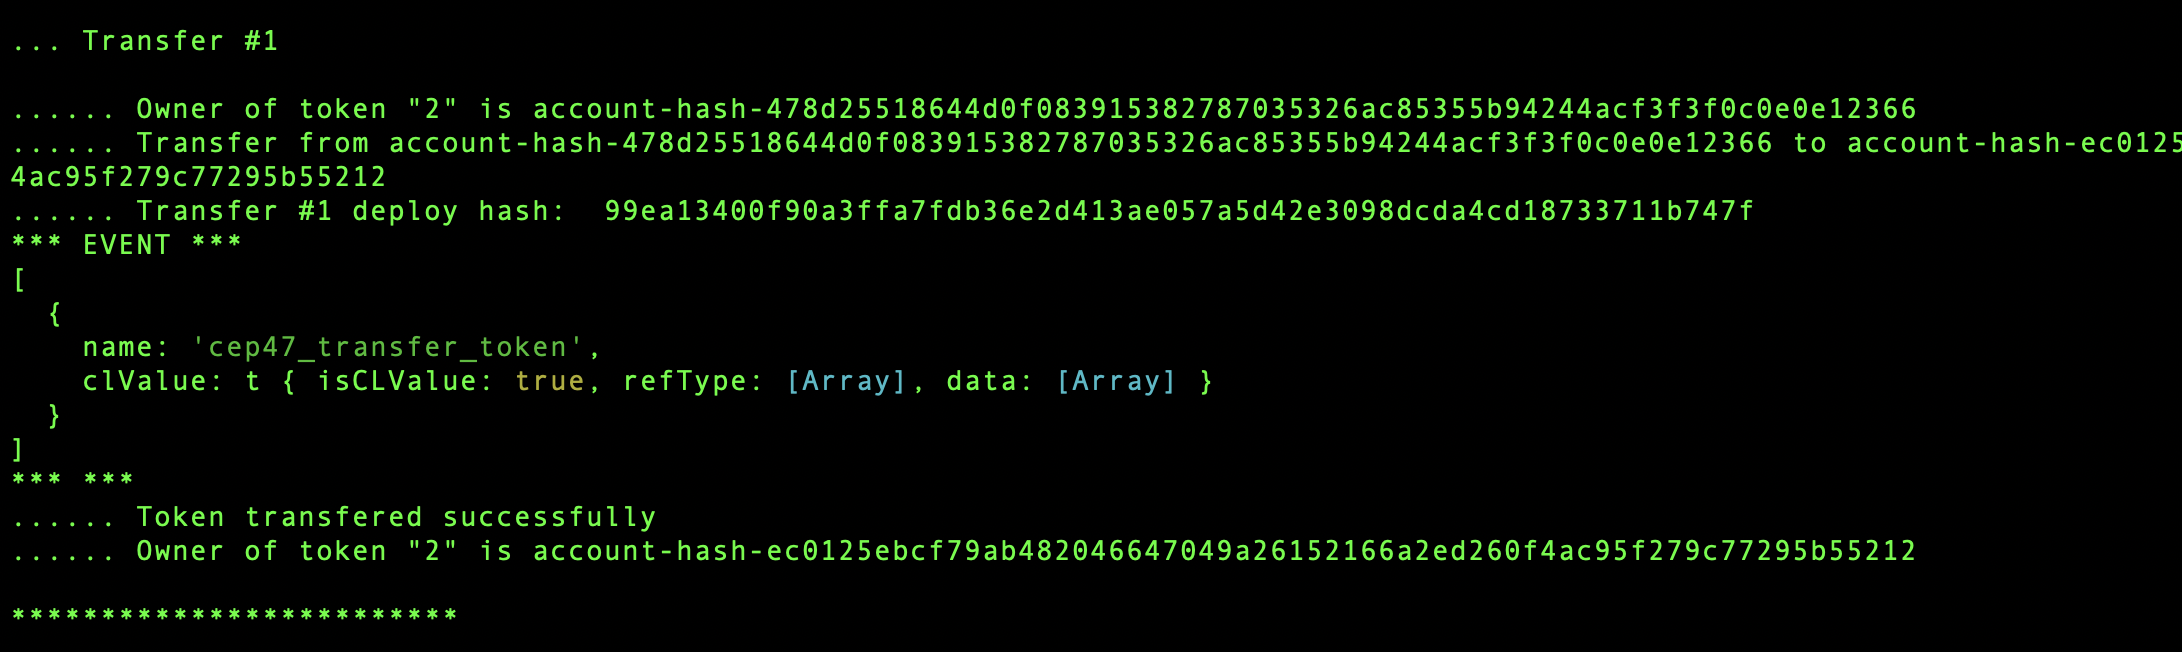 ... Transfer #1
...... Owner of token "2" is account-hash-478d25518644d0f083915382787035326ac85355b94244acf3f3f0c0e0e12366
...... Transfer from account-hash-478d25518644d0f083915382787035326ac85355b94244acf3f3f0c0e0e12366 to account-hash-ec0125
4ac95f279c77295b55212
...... Transfer #1 deploy hash:  99ea13400f90a3ffa7fdb36e2d413ae057a5d42e3098dcda4cd18733711b747f
*** EVENT ***
[
  {
    name: 'cep47_transfer_token',
    clValue: t { isCLValue: true, refType: [Array], data: [Array] }
  }
]
*** ***
...... Token transfered successfully
...... Owner of token "2" is account-hash-ec0125ebcf79ab482046647049a26152166a2ed260f4ac95f279c77295b55212
*************************